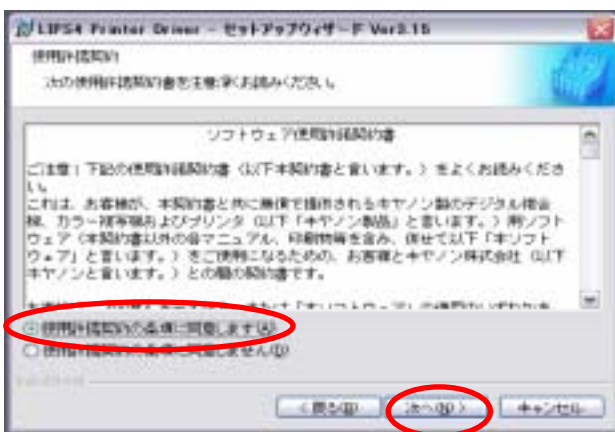 LIPS4 Printer Driver - セットアップウィザード Ver3.15
使用許諾契約
次の使用許諾契約書を注意深くお読みください。
ソフトウェア使用許諾契約書
ご注意：下記の使用許諾契約書（以下本契約書と言います。）をよくお読みくださ
い。
これは、お客様が、本契約書と共に無償で提供されるキヤノン製のデジタル複合
機、カラー複写機およびプリンタ（以下「キヤノン製品」と言います。）用ソフト
ウェア（本契約書以外の各マニュアル、印刷物等を含み、併せて以下「本ソフト
ウェア」と言います。）をご使用になるための、お客様とキヤノン株式会社（以下
キヤノンと言います。）との間の契約書です。
使用許諾契約の条項に同意します(A)
使用許諾契約の条項に同意しません(D)
< 戻る(B)
次へ(N) >
キャンセル